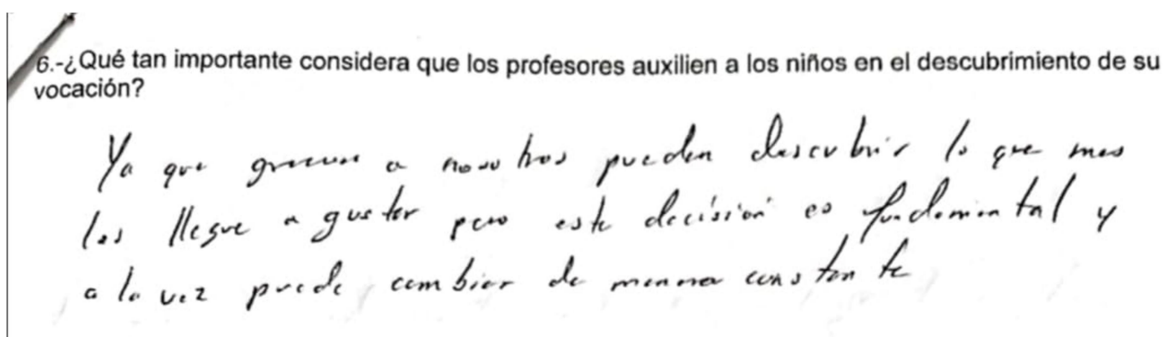 6.-¿Qué tan importante considera que los profesores auxilien a los niños en el descubrimiento de su
vocación?
Ya que gracias a nosotros pueden descubrir lo que mas
les llegue a gustar pero este decisión es fundamental y
a la vez puede cambiar de manera constante